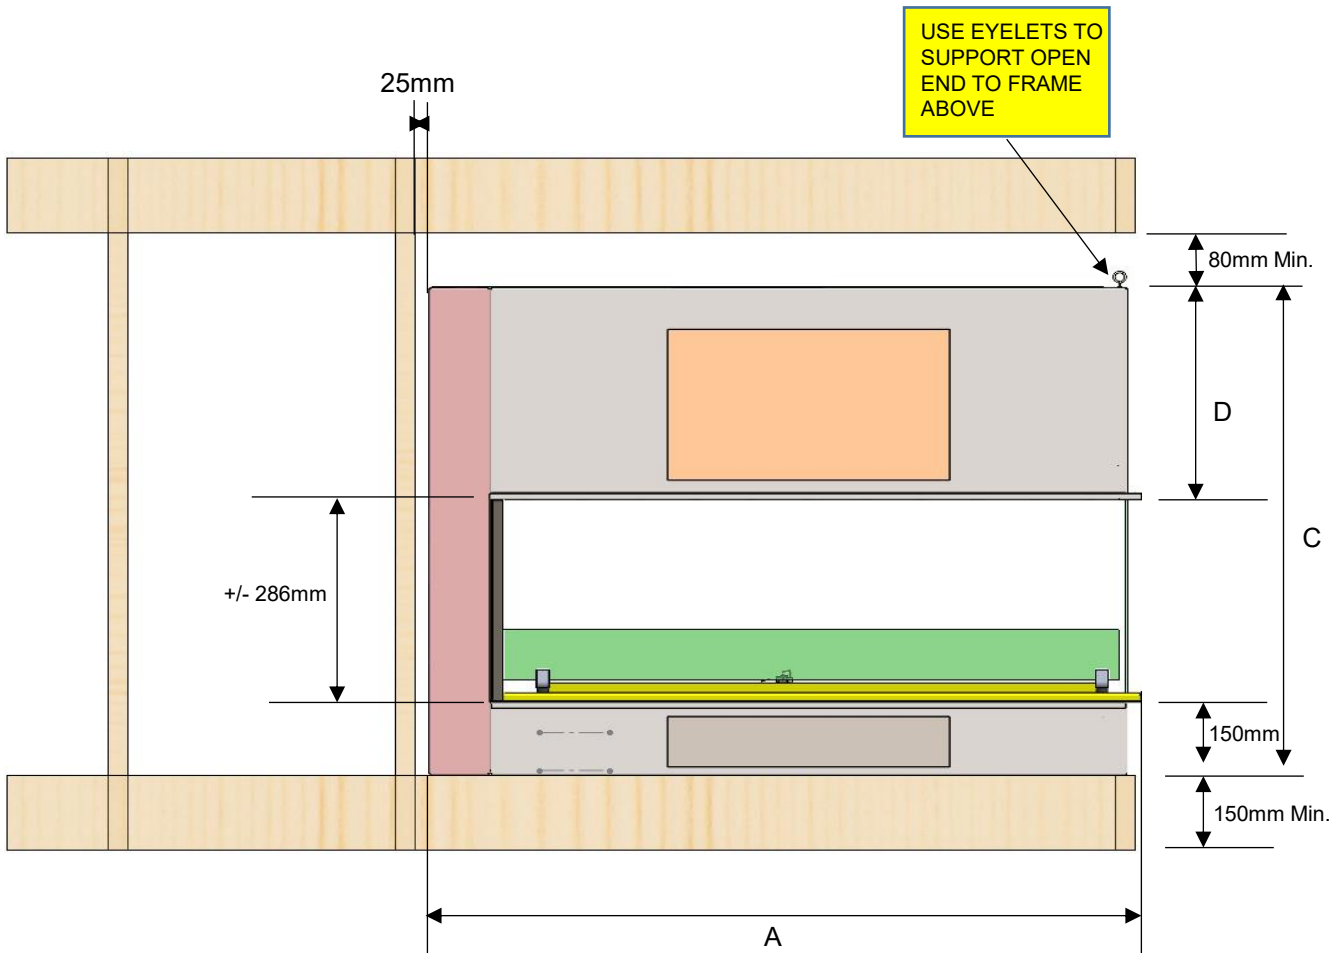 USE EYELETS TO
SUPPORT OPEN
END TO FRAME
ABOVE
25mm
80mm Min.
D
C
+/- 286mm
150mm
150mm Min.
A